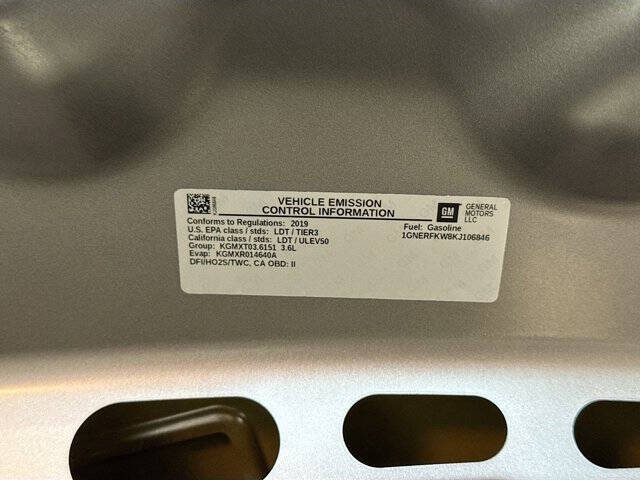 VEHICLE EMISSION
CONTROL INFORMATION
GM
GENERAL
MOTORS
LLC
Conforms to Regulations: 2019
U.S. EPA class / stds: LDT / TIER3
California class / stds: LDT / ULEV50
Group: KGMXT03.6151 3.6L
Evap: KGMXR014640A
DFI/HO2S/TWC, CA OBD: II
Fuel: Gasoline
1GNERFKW8KJ106846